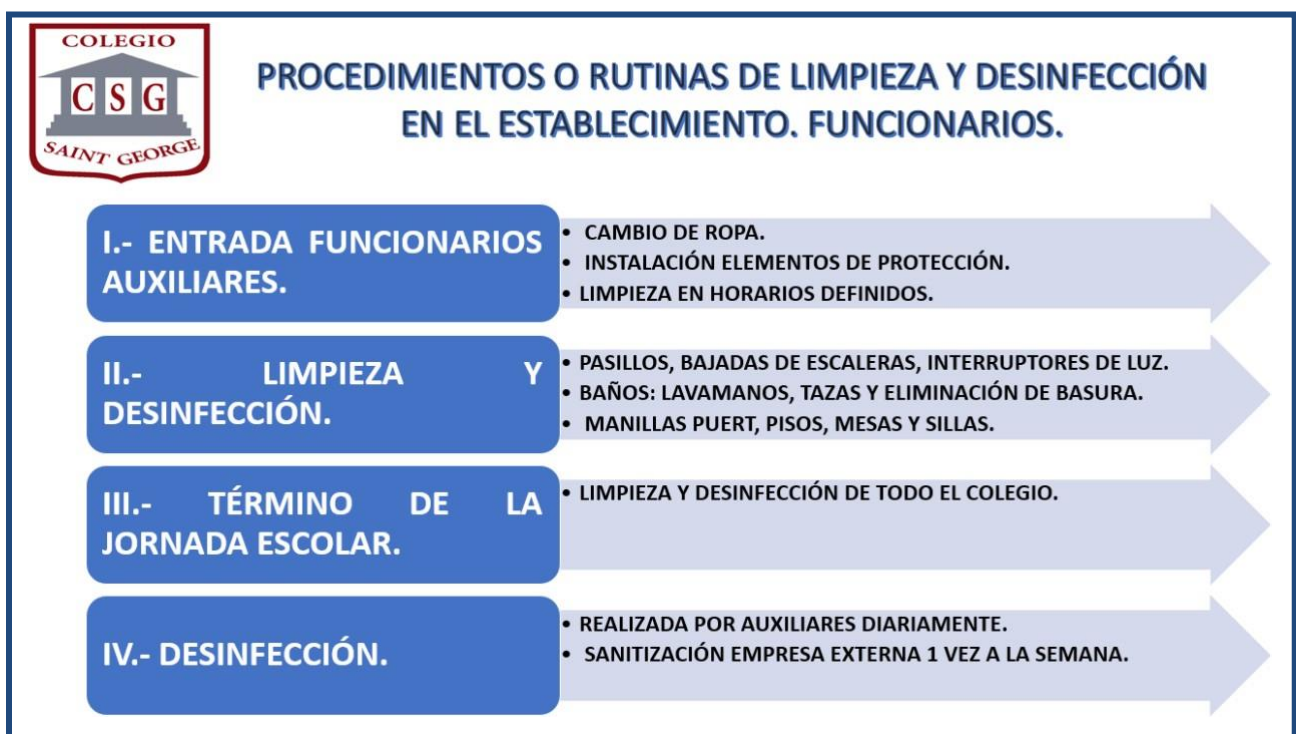 COLEGIO
CSG
SAINT GEORGE
PROCEDIMIENTOS O RUTINAS DE LIMPIEZA Y DESINFECCIÓN
EN EL ESTABLECIMIENTO. FUNCIONARIOS.
I.- ENTRADA FUNCIONARIOS
AUXILIARES.
• CAMBIO DE ROPA.
• INSTALACIÓN ELEMENTOS DE PROTECCIÓN.
• LIMPIEZA EN HORARIOS DEFINIDOS.
II.- LIMPIEZA Y
DESINFECCIÓN.
• PASILLOS, BAJADAS DE ESCALERAS, INTERRUPTORES DE LUZ.
• BAÑOS: LAVAMANOS, TAZAS Y ELIMINACIÓN DE BASURA.
• MANILLAS PUERT, PISOS, MESAS Y SILLAS.
III.- TÉRMINO DE LA
JORNADA ESCOLAR.
• LIMPIEZA Y DESINFECCIÓN DE TODO EL COLEGIO.
IV.- DESINFECCIÓN.
• REALIZADA POR AUXILIARES DIARIAMENTE.
• SANITIZACIÓN EMPRESA EXTERNA 1 VEZ A LA SEMANA.